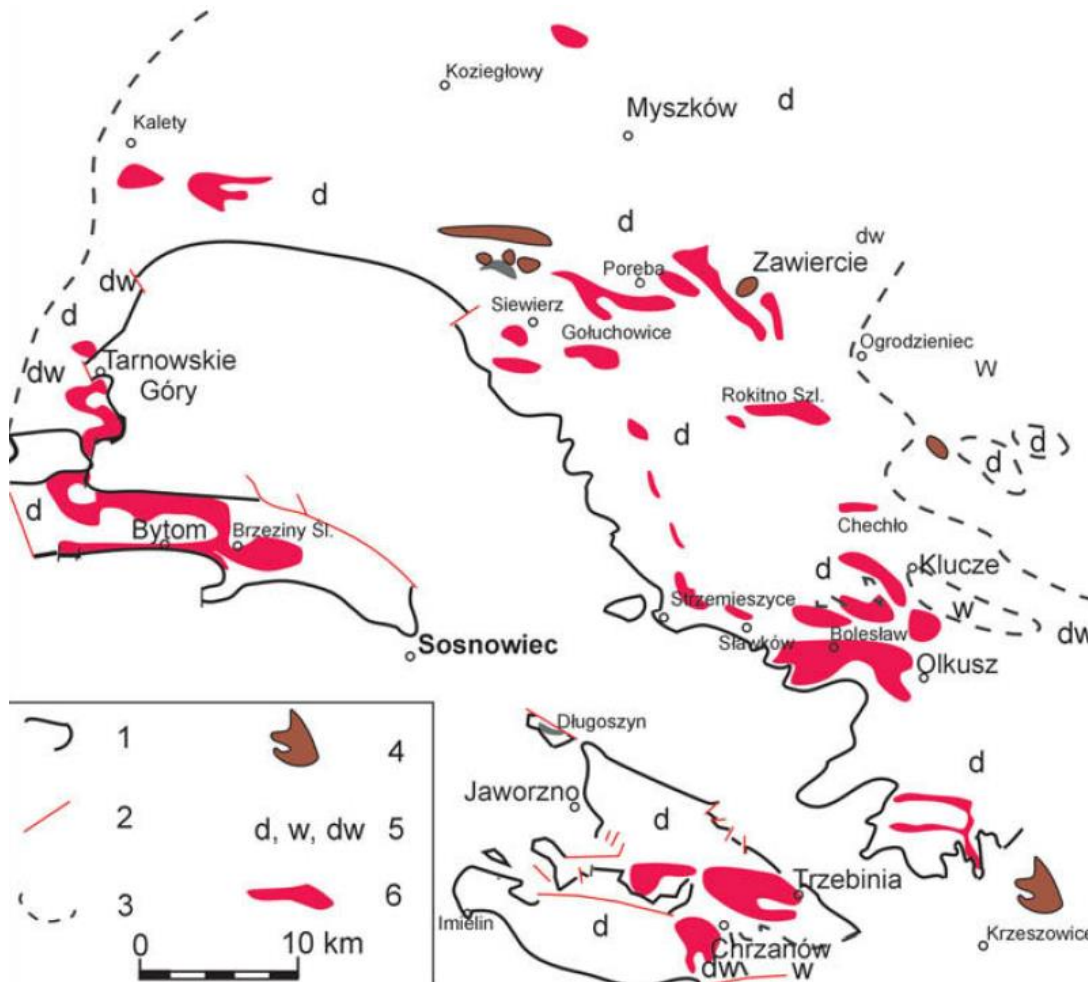 Koziegłowy
Myszków
d
Kalety
d
d
dw
Zawiercie
Poręba
dw
Siewierz
d
Gołuchowice
Ogrodzieniec
Tarnowskie
Góry
dw
W
Rokitno Szl.
d
d
d
d
Bytom
Brzeziny Śl.
Chechło
d
Klucze
w
Strzemieszyce
dw
Sławków
Bolesław
Sosnowiec
Olkusz
Długoszyn
d
Jaworzno
d
Trzebinia
Imielin
d
Chrzanów
Krzeszowice
dw
w
1
4
2
d, w, dw
5
3
6
0
10 km